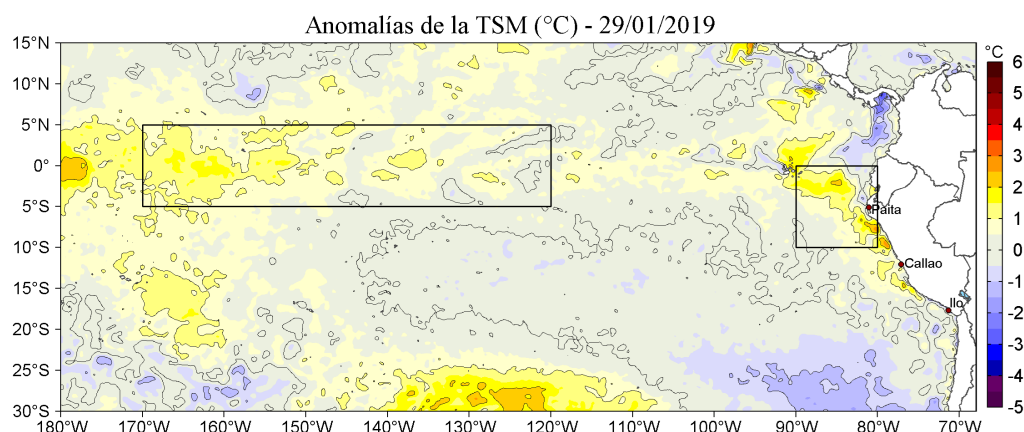 Anomalías de la TSM (°C) - 29/01/2019
15°N
10°N
5°N
0°
5°S
10°S
15°S
20°S
25°S
30°S
180°W
170°W
160°W
150°W
140°W
130°W
120°W
110°W
100°W
90°W
80°W
70°W
Paita
Callao
Ilo
°C
6
5
4
3
2
1
0
-1
-2
-3
-4
-5